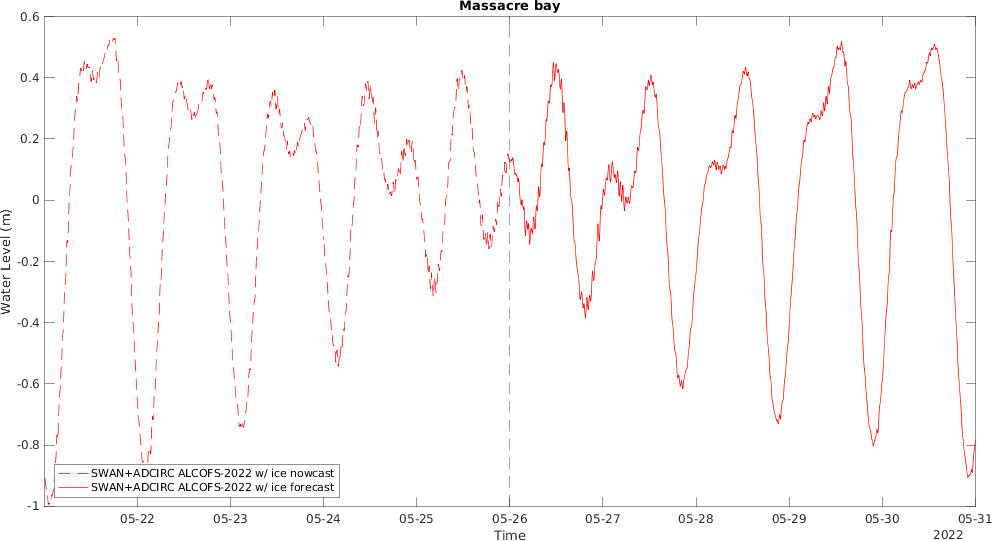 Massacre bay
0.6
0.4
0.2
0
-0.2
-0.4
-0.6
-0.8
-1
Water Level (m)
SWAN+ADCIRC ALCOFS-2022 w/ ice nowcast
SWAN+ADCIRC ALCOFS-2022 w/ ice forecast
05-22 05-23 05-24 05-25 05-26 05-27 05-28 05-29 05-30 05-31
Time
2022